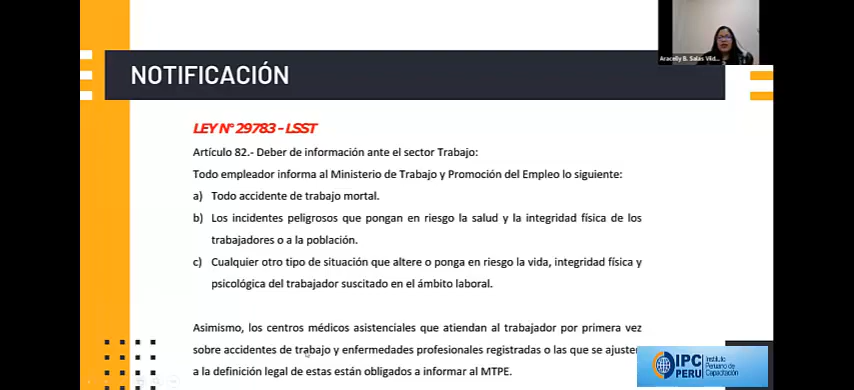 Aracelly B. Salas Vild...
NOTIFICACIÓN
LEY N° 29783 - LSST
Artículo 82.- Deber de información ante el sector Trabajo:
Todo empleador informa al Ministerio de Trabajo y Promoción del Empleo lo siguiente:
a) Todo accidente de trabajo mortal.
b) Los incidentes peligrosos que pongan en riesgo la salud y la integridad física de los
trabajadores o a la población.
c) Cualquier otro tipo de situación que altere o ponga en riesgo la vida, integridad física y
psicológica del trabajador suscitado en el ámbito laboral.
Asimismo, los centros médicos asistenciales que atiendan al trabajador por primera vez
sobre accidentes de trabajo y enfermedades profesionales registradas o las que se ajusten
a la definición legal de estas están obligados a informar al MTPE.
IPC PERU
Instituto
Peruano de
Capacitación